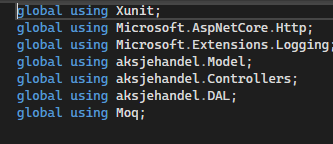 global using Xunit;
global using Microsoft.AspNetCore.Http;
global using Microsoft.Extensions.Logging;
global using aksjehandel.Model;
global using aksjehandel.Controllers;
global using aksjehandel.DAL;
global using Moq;